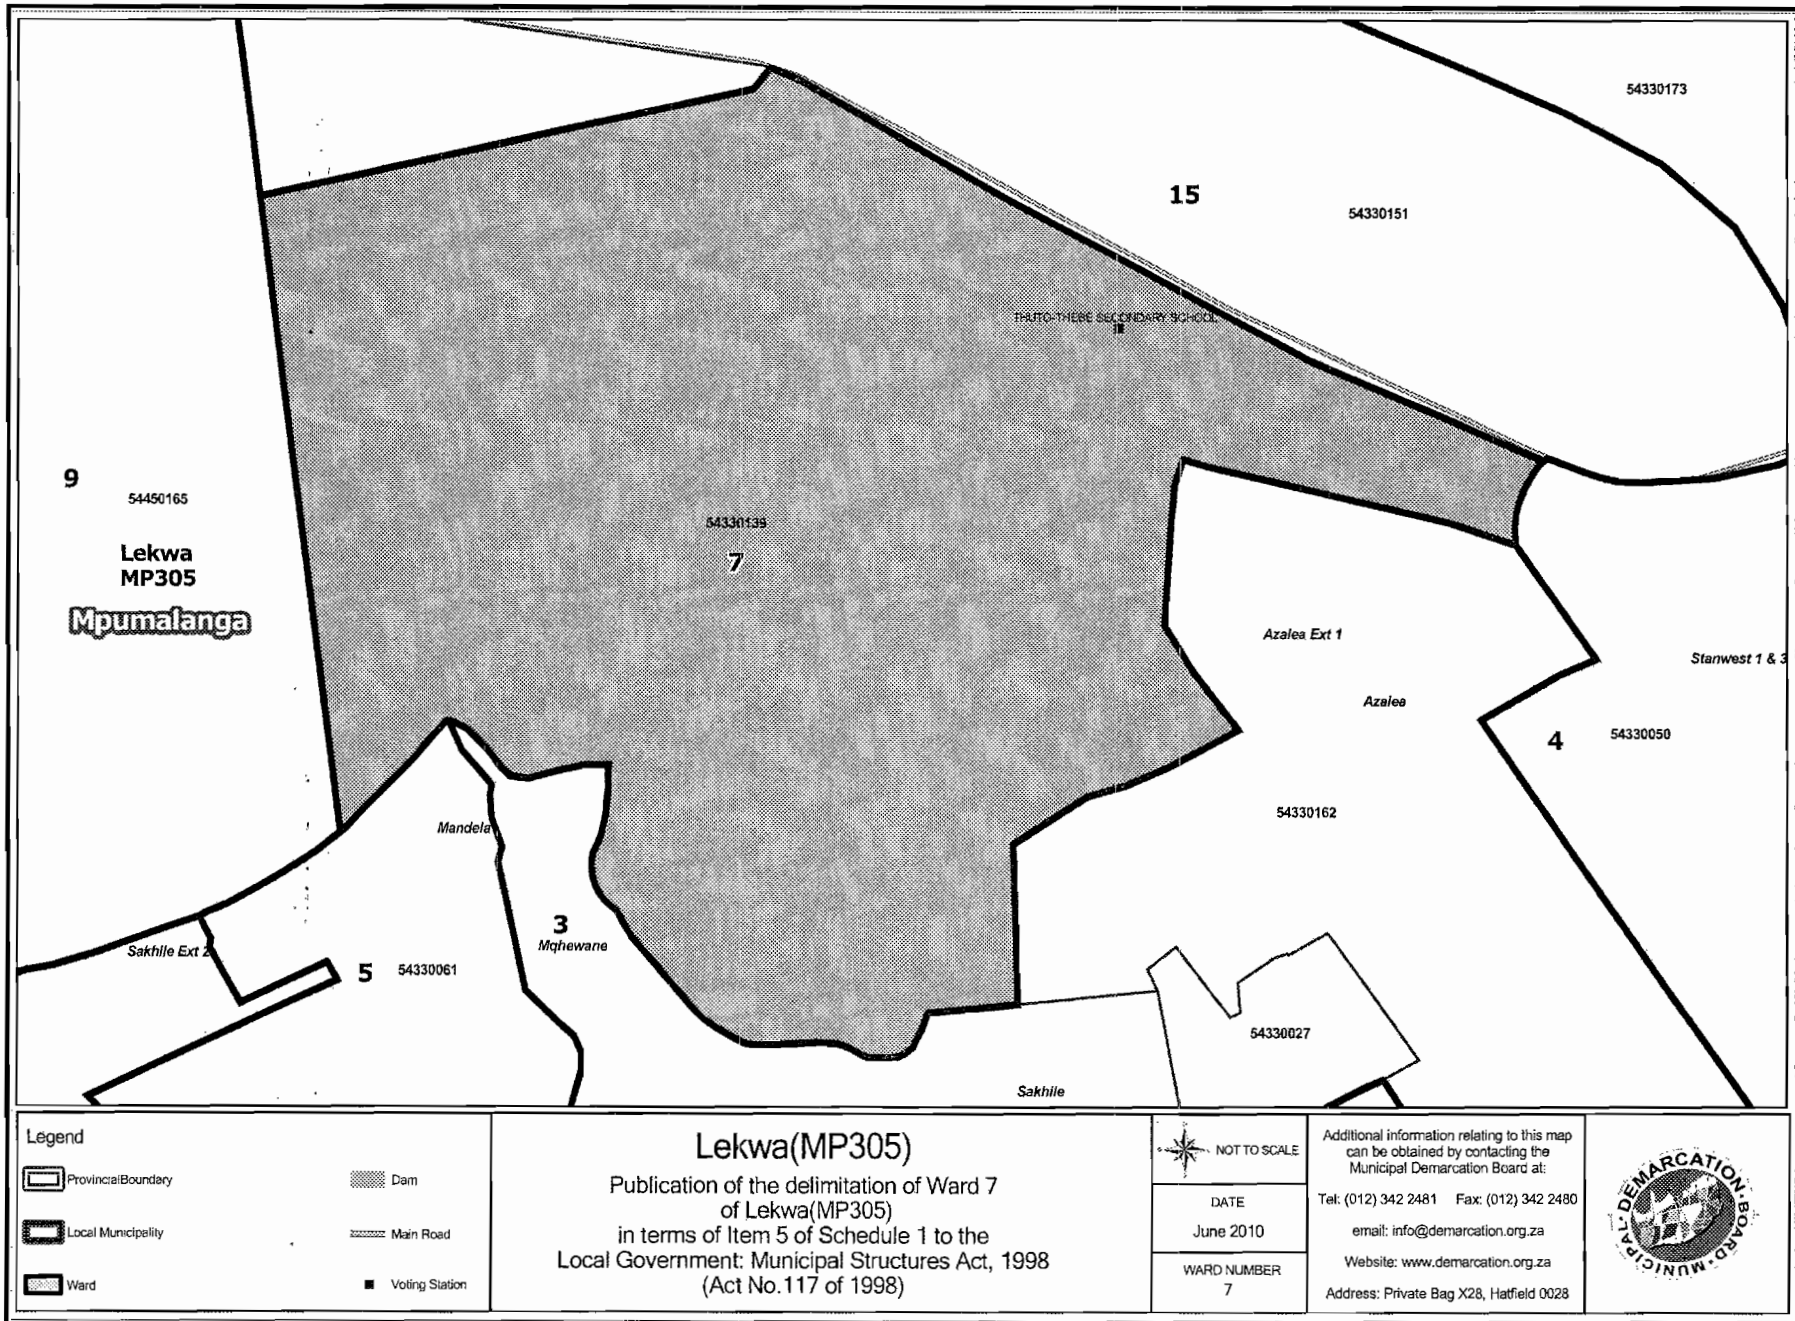 54330173
15
54330151
THUTO-THEBE SECONDARY SCHOOL
9
54450165
54330139
7
Lekwa
MP305
Mpumalanga
Azalea Ext 1
Stanwest 1 & 3
Azalea
4
54330050
54330162
Mandela
3
Mqhewane
Sakhile Ext 2
5
54330061
54330027
Sakhile
Legend
Provincial Boundary
Local Municipality
Ward
Dam
Main Road
Voting Station
Lekwa(MP305)
Publication of the delimitation of Ward 7
of Lekwa(MP305)
in terms of Item 5 of Schedule 1 to the
Local Government: Municipal Structures Act, 1998
(Act No.117 of 1998)
NOT TO SCALE
DATE
June 2010
WARD NUMBER
7
Additional information relating to this map
can be obtained by contacting the
Municipal Demarcation Board at:
Tel: (012) 342 2481 Fax: (012) 342 2480
email: info@demarcation.org.za
Website: www.demarcation.org.za
Address: Private Bag X28, Hatfield 0028
MUNICIPAL·DEMARCATION·BOARD·